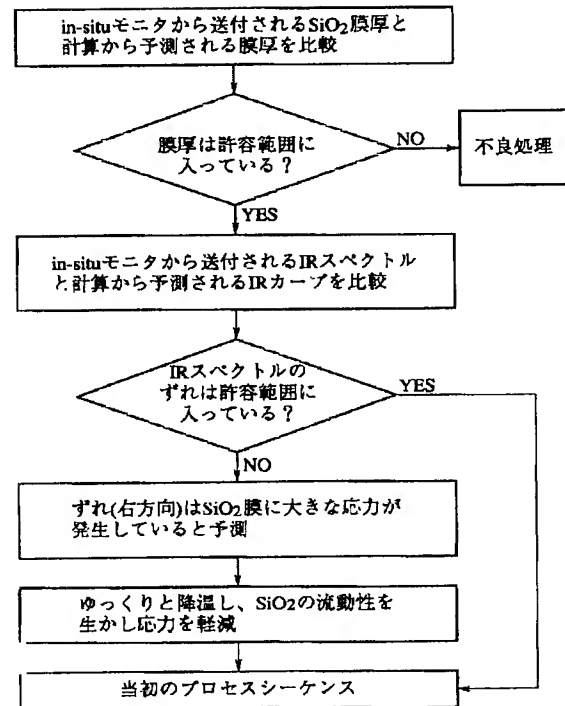 in-situモニタから送付されるSiO2膜厚と
計算から予測される膜厚を比較
膜厚は許容範囲に
入っている？
NO
不良処理
YES
in-situモニタから送付されるIRスペクトル
と計算から予測されるIRカーブを比較
IRスペクトルの
ずれは許容範囲に
入っている？
YES
NO
ずれ(右方向)はSiO2膜に大きな応力が
発生していると予測
ゆっくりと降温し、SiO2の流動性を
生かし応力を軽減
当初のプロセスシーケンス